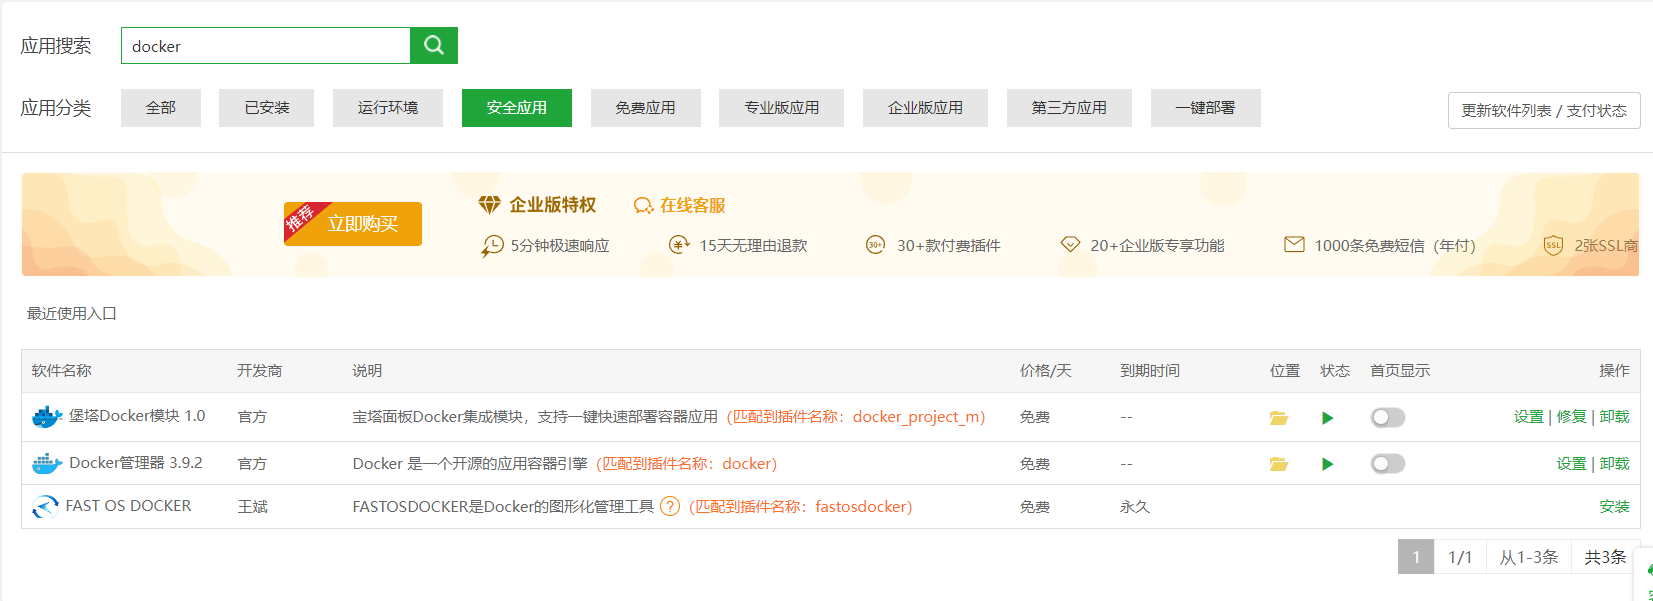 应用搜索 docker
应用分类 全部 已安装 运行环境 安全应用 免费应用 专业版应用 企业版应用 第三方应用 一键部署 更新软件列表 / 支付状态
推荐 立即购买 企业版特权 在线客服
5分钟极速响应 15天无理由退款 30+ 30+款付费插件 20+企业版专享功能 1000条免费短信（年付） SSL 2张SSL商
最近使用入口
软件名称 开发商 说明 价格/天 到期时间 位置 状态 首页显示 操作
堡塔Docker模块 1.0 官方 宝塔面板Docker集成模块，支持一键快速部署容器应用 (匹配到插件名称：docker_project_m) 免费 -- 设置 | 修复 | 卸载
Docker管理器 3.9.2 官方 Docker 是一个开源的应用容器引擎 (匹配到插件名称：docker) 免费 -- 设置 | 卸载
FAST OS DOCKER 王斌 FASTOSDOCKER是Docker的图形化管理工具 ? (匹配到插件名称：fastosdocker) 免费 永久 安装
1 1/1 从1-3条 共3条